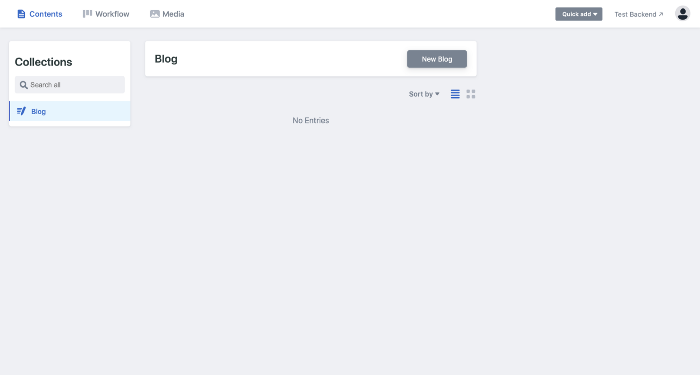 Contents Workflow Media Quick add Test Backend ↗
Collections
Search all
Blog
Blog New Blog
Sort by
No Entries